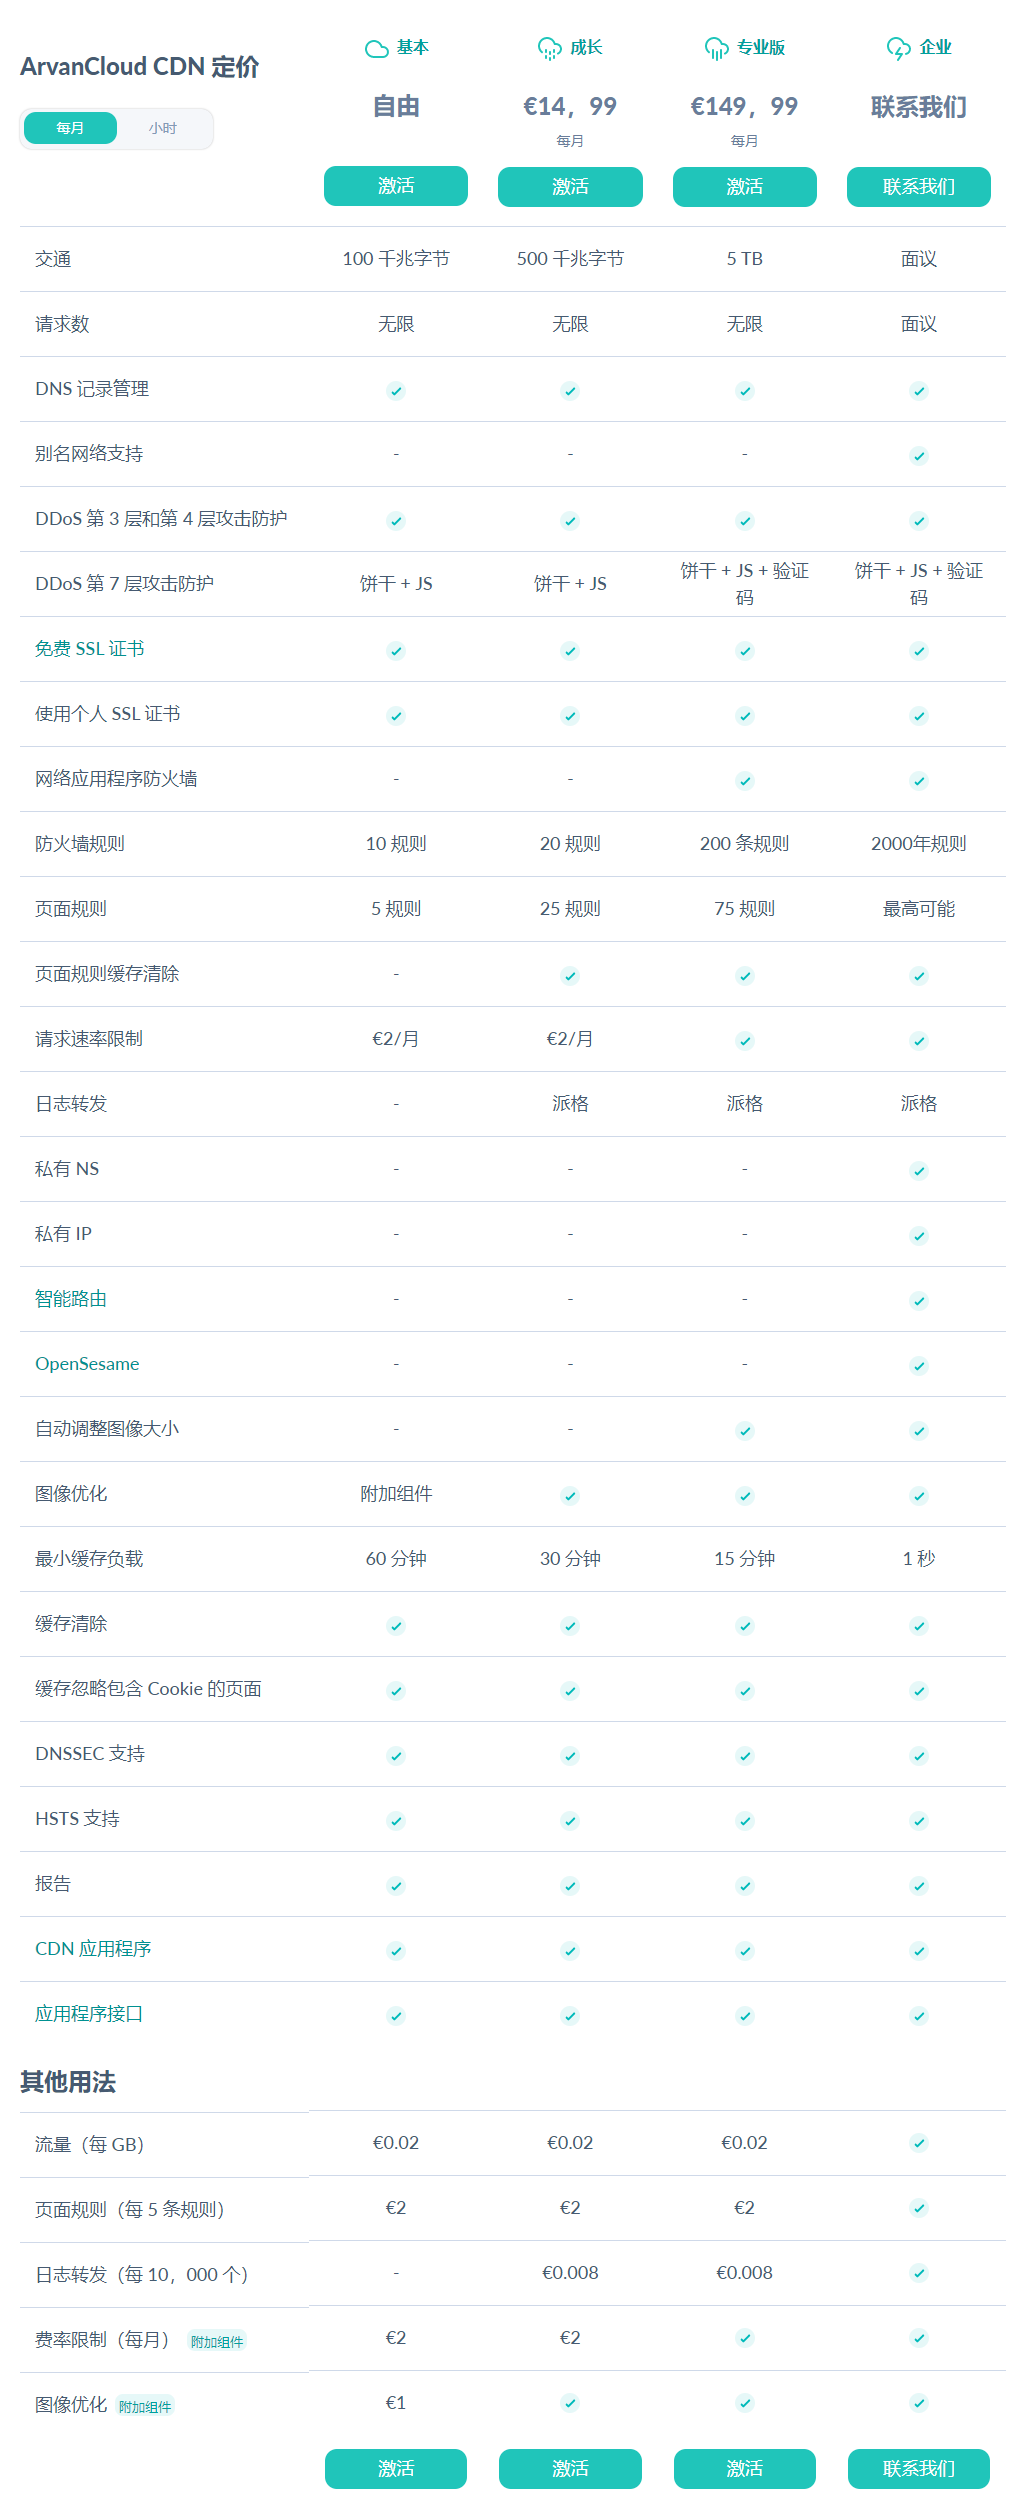 ArvanCloud CDN 定价
每月 小时
基本 成长 专业版 企业
自由 €14，99 €149，99 联系我们
每月 每月
激活 激活 激活 联系我们
交通 100 千兆字节 500 千兆字节 5 TB 面议
请求数 无限 无限 无限 面议
DNS 记录管理
别名网络支持 - - -
DDoS 第 3 层和第 4 层攻击防护
DDoS 第 7 层攻击防护 饼干 + JS 饼干 + JS 饼干 + JS + 验证码 饼干 + JS + 验证码
免费 SSL 证书
使用个人 SSL 证书
网络应用程序防火墙 - -
防火墙规则 10 规则 20 规则 200 条规则 2000年规则
页面规则 5 规则 25 规则 75 规则 最高可能
页面规则缓存清除 -
请求速率限制 €2/月 €2/月
日志转发 - 派格 派格 派格
私有 NS - - -
私有 IP - - -
智能路由 - - -
OpenSesame - - -
自动调整图像大小 - -
图像优化 附加组件
最小缓存负载 60 分钟 30 分钟 15 分钟 1 秒
缓存清除
缓存忽略包含 Cookie 的页面
DNSSEC 支持
HSTS 支持
报告
CDN 应用程序
应用程序接口
其他用法
流量（每 GB） €0.02 €0.02 €0.02
页面规则（每 5 条规则） €2 €2 €2
日志转发（每 10，000 个） - €0.008 €0.008
费率限制（每月） 附加组件 €2 €2
图像优化 附加组件 €1
激活 激活 激活 联系我们